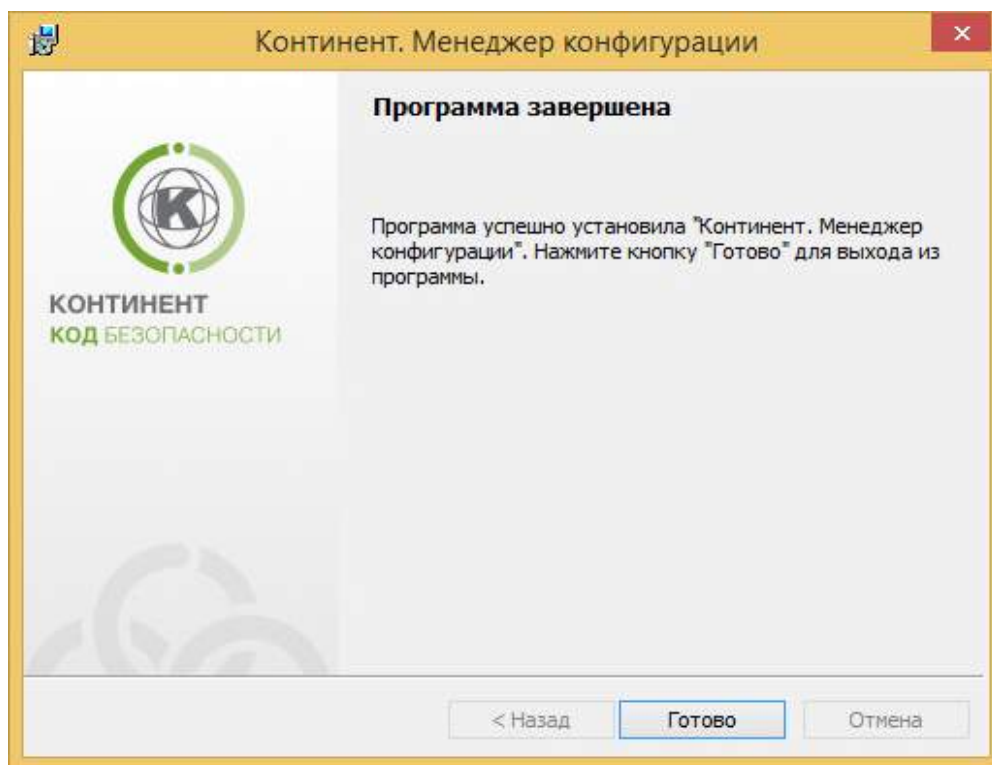 Континент. Менеджер конфигурации
Программа завершена
Программа успешно установила "Континент. Менеджер
конфигурации". Нажмите кнопку "Готово" для выхода из
программы.
К
КОНТИНЕНТ
КОД БЕЗОПАСНОСТИ
< Назад
Готово
Отмена